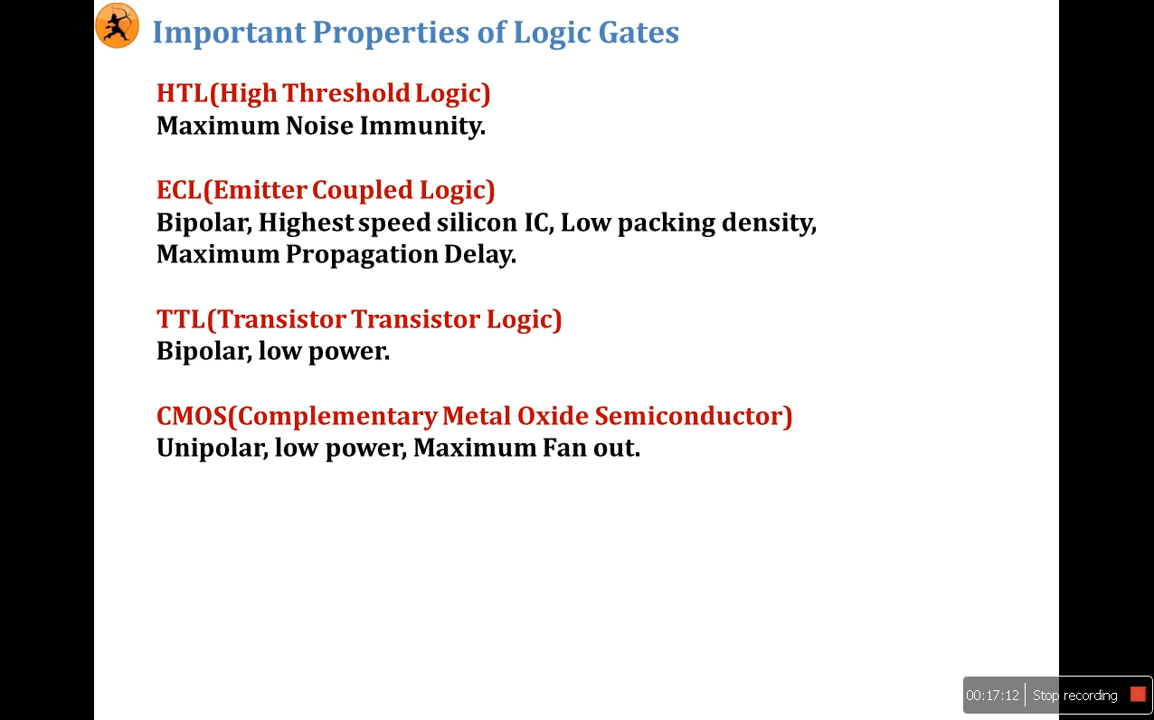 Important Properties of Logic Gates
HTL(High Threshold Logic)
Maximum Noise Immunity.
ECL(Emitter Coupled Logic)
Bipolar, Highest speed silicon IC, Low packing density,
Maximum Propagation Delay.
TTL(Transistor Transistor Logic)
Bipolar, low power.
CMOS(Complementary Metal Oxide Semiconductor)
Unipolar, low power, Maximum Fan out.
00:17:12 Stop recording